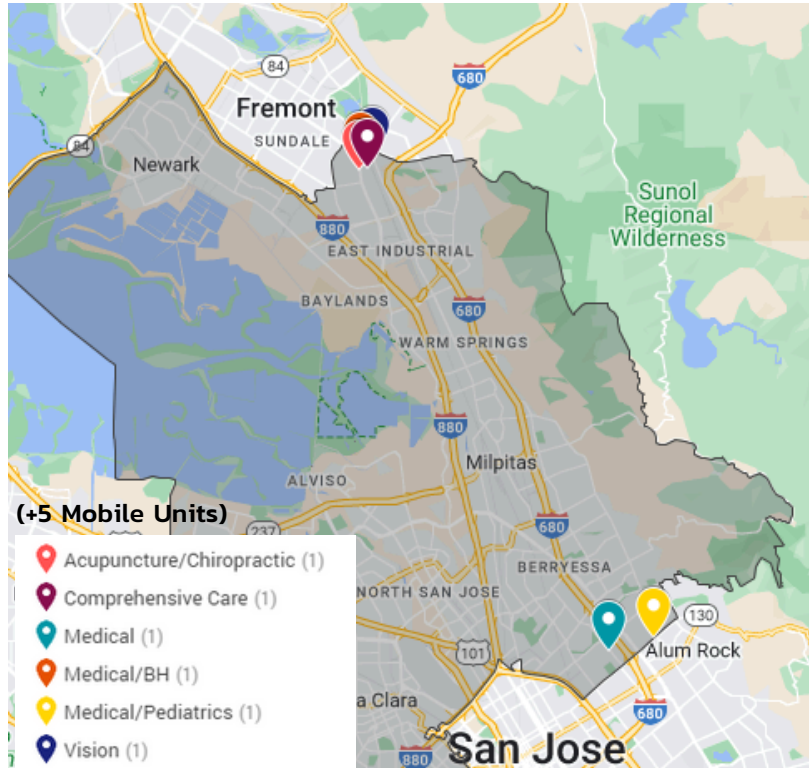 84
680
Fremont
SUNDALE
84
Newark
Sunol
Regional
Wilderness
880
EAST INDUSTRIAL
BAYLANDS
680
WARM SPRINGS
880
Milpitas
ALVISO
(+5 Mobile Units)
237
680
BERRYESSA
Acupuncture/Chiropractic (1)
Comprehensive Care (1)
Medical (1)
Medical/BH (1)
Medical/Pediatrics (1)
Vision (1)
NORTH SAN JOSE
130
101
Alum Rock
a Clara
680
San Jose
880